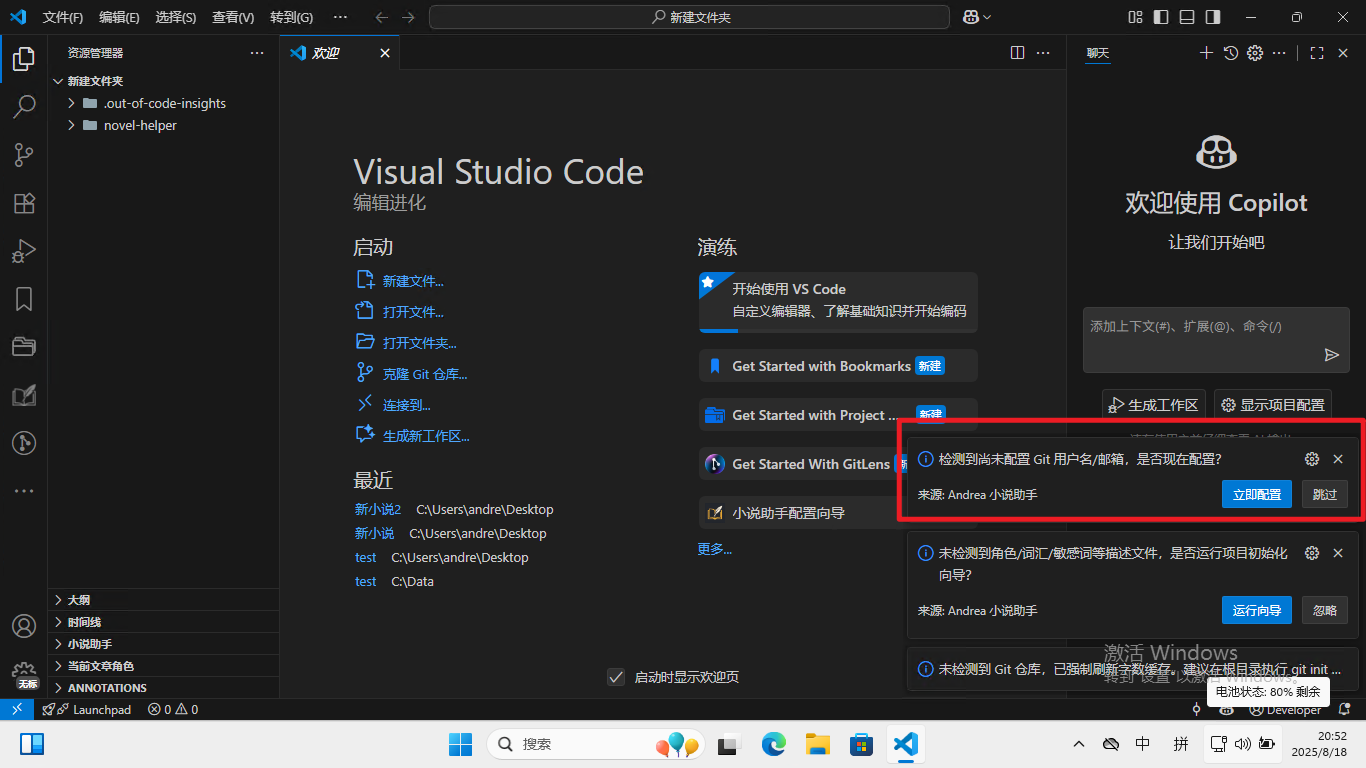 文件(F) 编辑(E) 选择(S) 查看(V) 转到(G) ··· 新建文件夹
资源管理器 ···
欢迎
聊天
新建文件夹
.out-of-code-insights
novel-helper
Visual Studio Code
编辑进化
启动
新建文件...
打开文件...
打开文件夹...
克隆 Git 仓库...
连接到...
生成新工作区...
最近
新小说2 C:\Users\andre\Desktop
新小说 C:\Users\andre\Desktop
test C:\Users\andre\Desktop
test C:\Data
演练
开始使用 VS Code
自定义编辑器、了解基础知识并开始编码
Get Started with Bookmarks 新建
Get Started with Project ... 新建
Get Started With GitLens
小说助手配置向导
更多...
启动时显示欢迎页
欢迎使用 Copilot
让我们开始吧
添加上下文(#)、扩展(@)、命令(/)
生成工作区 显示项目配置
检测到尚未配置 Git 用户名/邮箱，是否现在配置?
来源: Andrea 小说助手 立即配置 跳过
未检测到角色/词汇/敏感词等描述文件，是否运行项目初始化
向导?
来源: Andrea 小说助手 运行向导 忽略
激活 Windows
转到"设置"以激活 Windows。
未检测到 Git 仓库，已强制刷新字数缓存。建议在根目录执行 git init ...
电池状态: 80% 剩余
大纲
时间线
小说助手
当前文章角色
ANNOTATIONS
无标
Launchpad 0 0 Developer
搜索
中 拼
20:52
2025/8/18